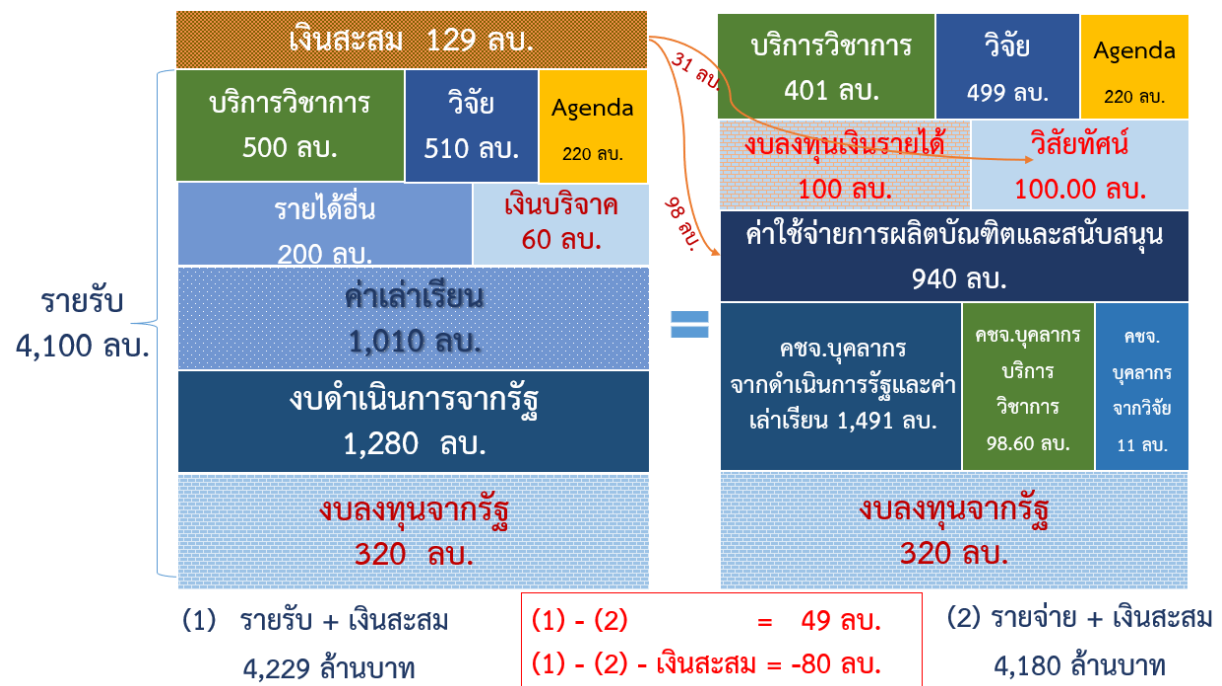 เงินสะสม 129 ลบ.
บริการวิชาการ
500 ลบ.
วิจัย
510 ลบ.
Agenda
220 ลบ.
รายได้อื่น
200 ลบ.
เงินบริจาค
60 ลบ.
รายรับ
4,100 ลบ.
ค่าเล่าเรียน
1,010 ลบ.
งบดำเนินการจากรัฐ
1,280 ลบ.
งบลงทุนจากรัฐ
320 ลบ.
31 ลบ.
98 ลบ.
=
บริการวิชาการ
401 ลบ.
วิจัย
499 ลบ.
Agenda
220 ลบ.
งบลงทุนเงินรายได้
100 ลบ.
วิสัยทัศน์
100.00 ลบ.
ค่าใช้จ่ายการผลิตบัณฑิตและสนับสนุน
940 ลบ.
คชจ.บุคลากร
จากดำเนินการรัฐและค่า
เล่าเรียน 1,491 ลบ.
คชจ.บุคลากร
บริการ
วิชาการ
98.60 ลบ.
คชจ.
บุคลากร
จากวิจัย
11 ลบ.
งบลงทุนจากรัฐ
320 ลบ.
(1) รายรับ + เงินสะสม
4,229 ล้านบาท
(1) - (2) = 49 ลบ.
(1) - (2) - เงินสะสม = -80 ลบ.
(2) รายจ่าย + เงินสะสม
4,180 ล้านบาท